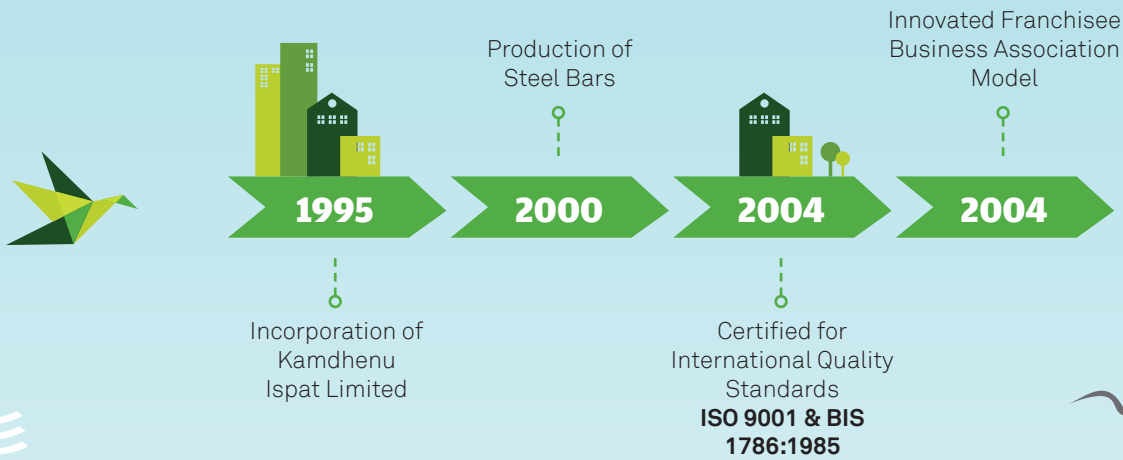 1995
Incorporation of
Kamdhenu
Ispat Limited
Production of
Steel Bars
2000
2004
Certified for
International Quality
Standards
ISO 9001 & BIS
1786:1985
Innovated Franchisee
Business Association
Model
2004